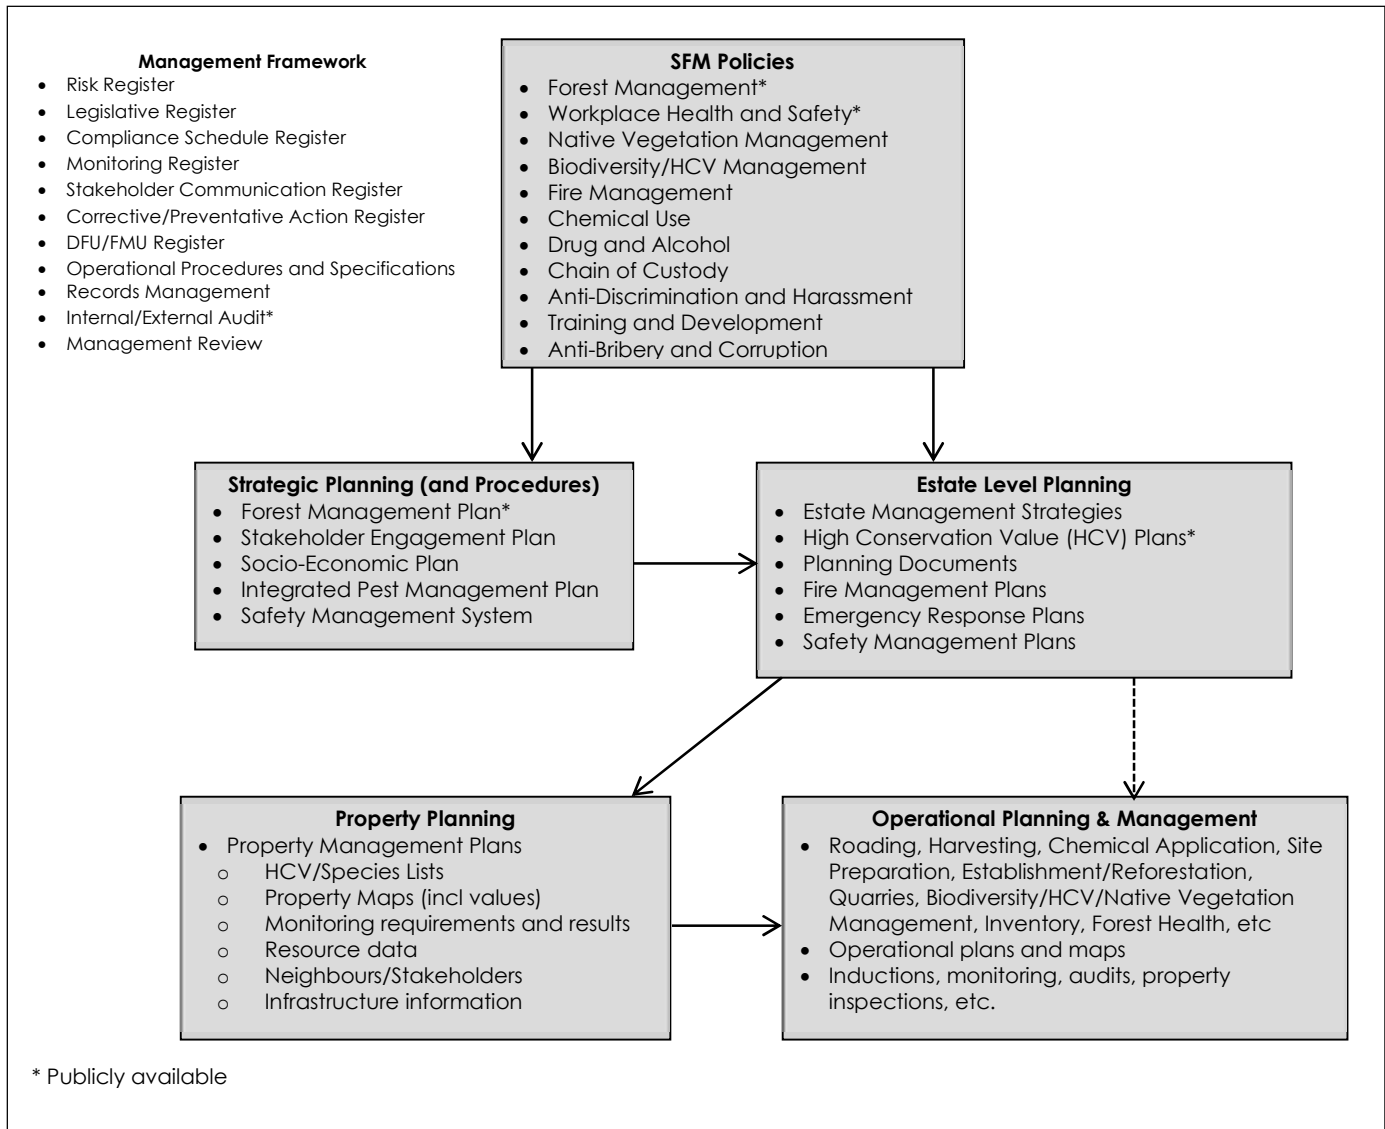 Management Framework
• Risk Register
• Legislative Register
• Compliance Schedule Register
• Monitoring Register
• Stakeholder Communication Register
• Corrective/Preventative Action Register
• DFU/FMU Register
• Operational Procedures and Specifications
• Records Management
• Internal/External Audit*
• Management Review
SFM Policies
• Forest Management*
• Workplace Health and Safety*
• Native Vegetation Management
• Biodiversity/HCV Management
• Fire Management
• Chemical Use
• Drug and Alcohol
• Chain of Custody
• Anti-Discrimination and Harassment
• Training and Development
• Anti-Bribery and Corruption
Strategic Planning (and Procedures)
• Forest Management Plan*
• Stakeholder Engagement Plan
• Socio-Economic Plan
• Integrated Pest Management Plan
• Safety Management System
Estate Level Planning
• Estate Management Strategies
• High Conservation Value (HCV) Plans*
• Planning Documents
• Fire Management Plans
• Emergency Response Plans
• Safety Management Plans
Property Planning
• Property Management Plans
o HCV/Species Lists
o Property Maps (incl values)
o Monitoring requirements and results
o Resource data
o Neighbours/Stakeholders
o Infrastructure information
Operational Planning & Management
• Roading, Harvesting, Chemical Application, Site
Preparation, Establishment/Reforestation,
Quarries, Biodiversity/HCV/Native Vegetation
Management, Inventory, Forest Health, etc
• Operational plans and maps
• Inductions, monitoring, audits, property
inspections, etc.
* Publicly available